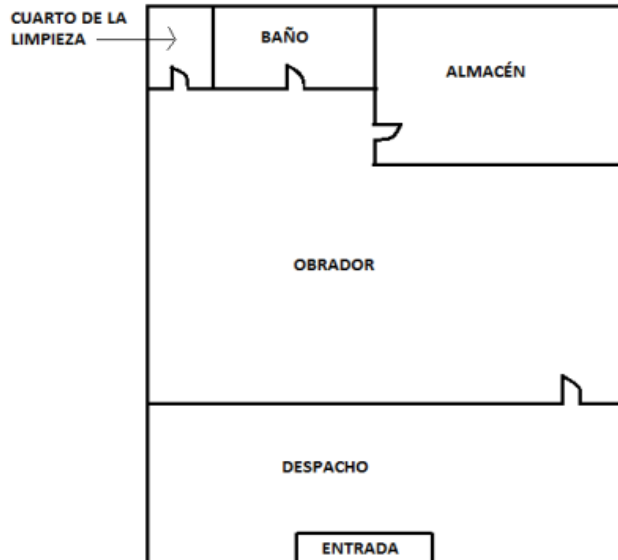 CUARTO DE LA
LIMPIEZA
BAÑO
ALMACÉN
OBRADOR
DESPACHO
ENTRADA